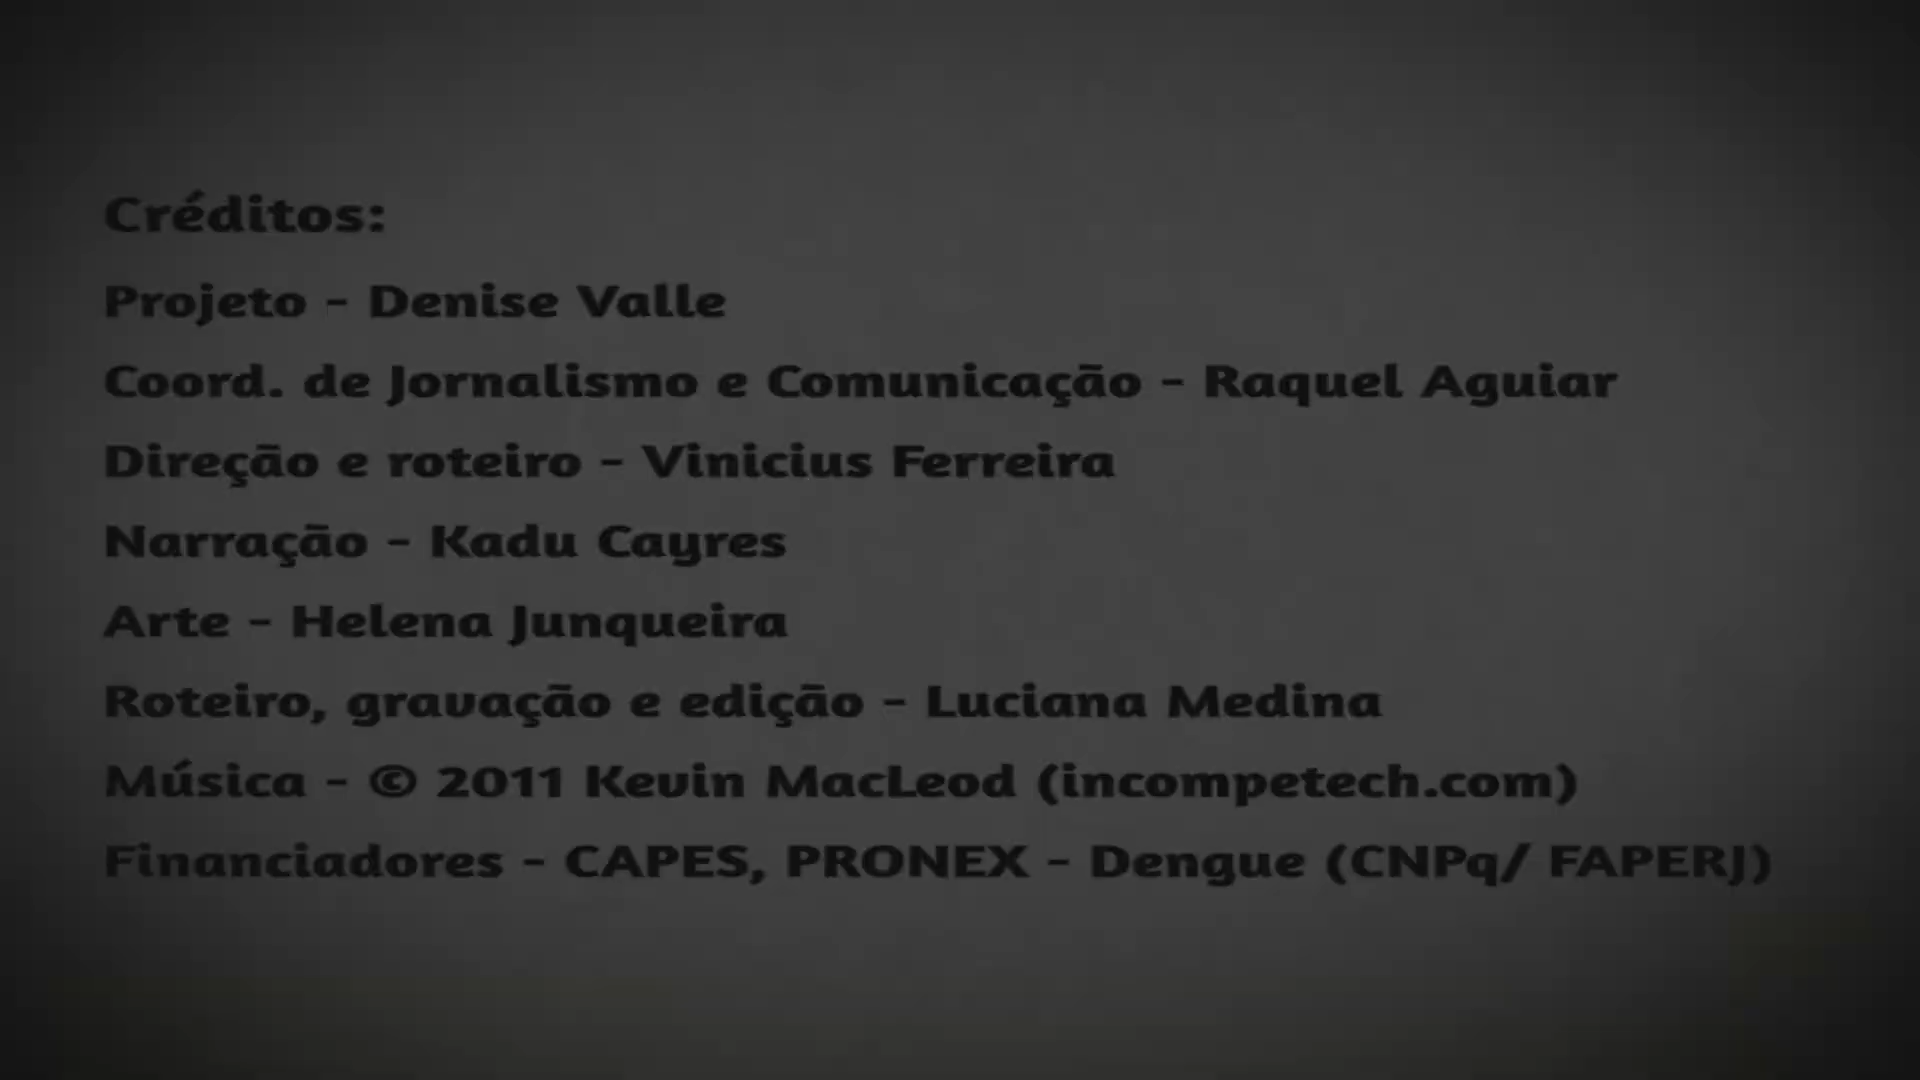 Créditos:
Projeto - Denise Valle
Coord. de Jornalismo e Comunicação - Raquel Aguiar
Direção e roteiro - Vinicius Ferreira
Narração - Kadu Cayres
Arte - Helena Junqueira
Roteiro, gravação e edição - Luciana Medina
Música - © 2011 Kevin MacLeod (incompetech.com)
Financiadores - CAPES, PRONEX - Dengue (CNPq/ FAPERJ)